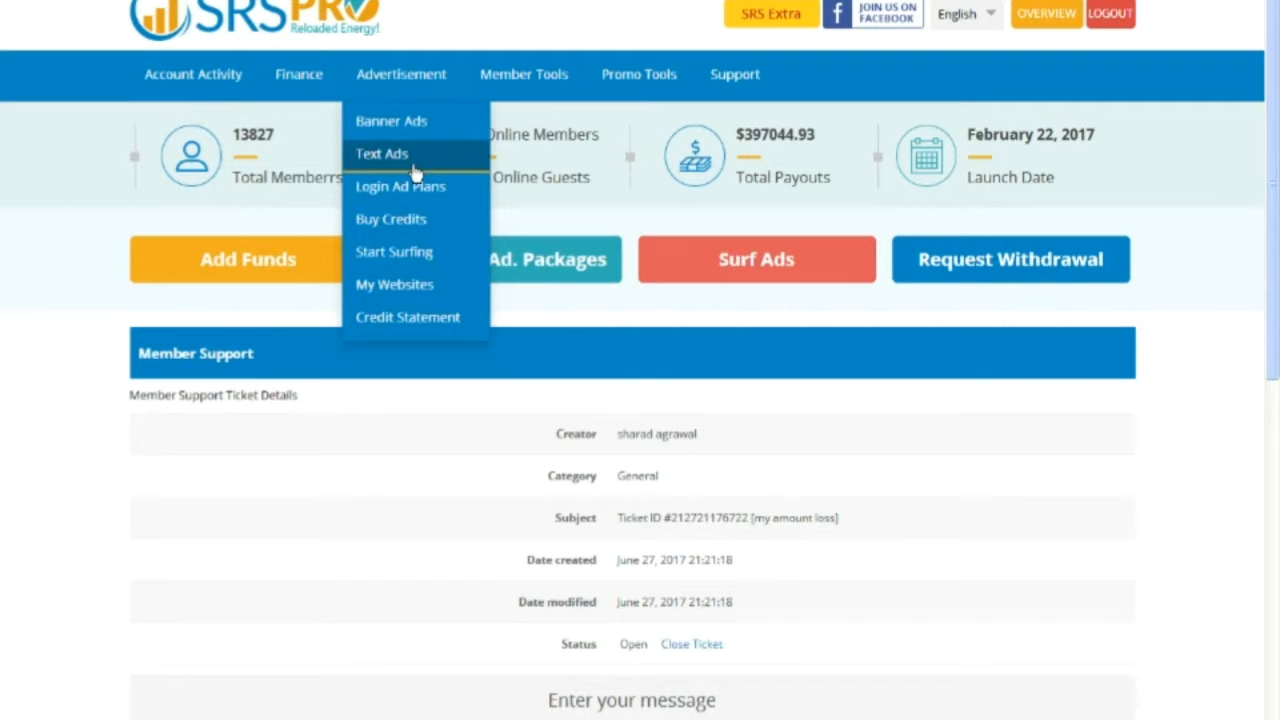 SRS PRO
Reloaded Energy!
SRS Extra
f JOIN US ON
FACEBOOK
English
OVERVIEW
LOGOUT
Account Activity
Finance
Advertisement
Member Tools
Promo Tools
Support
Banner Ads
Text Ads
Login Ad Plans
Buy Credits
Start Surfing
My Websites
Credit Statement
13827
Total Memberrs
Online Members
Online Guests
$397044.93
Total Payouts
February 22, 2017
Launch Date
Add Funds
Ad. Packages
Surf Ads
Request Withdrawal
Member Support
Member Support Ticket Details
Creator sharad agrawal
Category General
Subject Ticket ID #212721176722 [my amount loss]
Date created June 27, 2017 21:21:18
Date modified June 27, 2017 21:21:18
Status Open Close Ticket
Enter your message